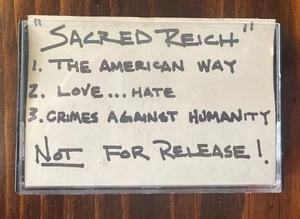 "SACRED REICH"
1. THE AMERICAN WAY
2. LOVE...HATE
3. CRIMES AGAINST HUMANITY
NOT FOR RELEASE!